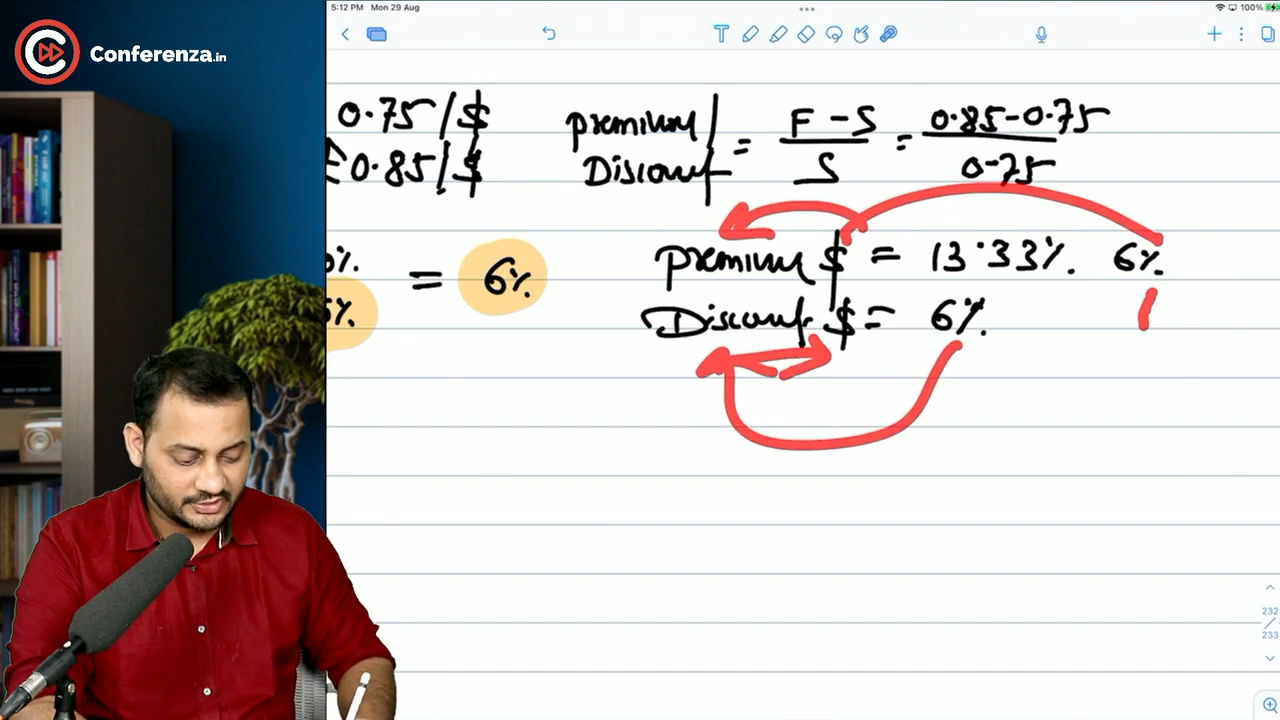 5:12 PM Mon 29 Aug
100%
Conferenza.in
0.75/$
0.85/$
premium/
Discount = F-S / S = 0.85-0.75 / 0.75
premium $ = 13.33%. 6%.
%. = 6%.
Discount $ = 6%.
%.
232
/
233